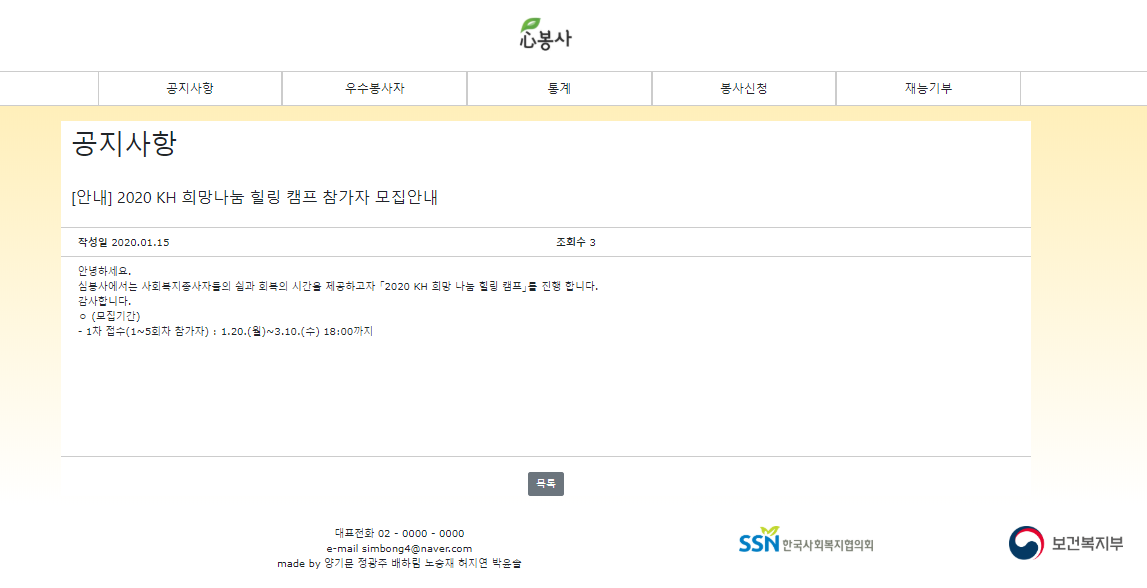 心봉사
공지사항 우수봉사자 통계 봉사신청 재능기부
공지사항
[안내] 2020 KH 희망나눔 힐링 캠프 참가자 모집안내
작성일 2020.01.15 조회수 3
안녕하세요.
심봉사에서는 사회복지종사자들의 쉼과 회복의 시간을 제공하고자 「2020 KH 희망 나눔 힐링 캠프」를 진행 합니다.
감사합니다.
ㅇ (모집기간)
- 1차 접수(1~5회차 참가자) : 1.20.(월)~3.10.(수) 18:00까지
목록
대표전화 02 - 0000 - 0000
e-mail simbong4@naver.com
made by 양기문 정광주 배하림 노승재 허지연 박윤슬
SSN 한국사회복지협의회
보건복지부